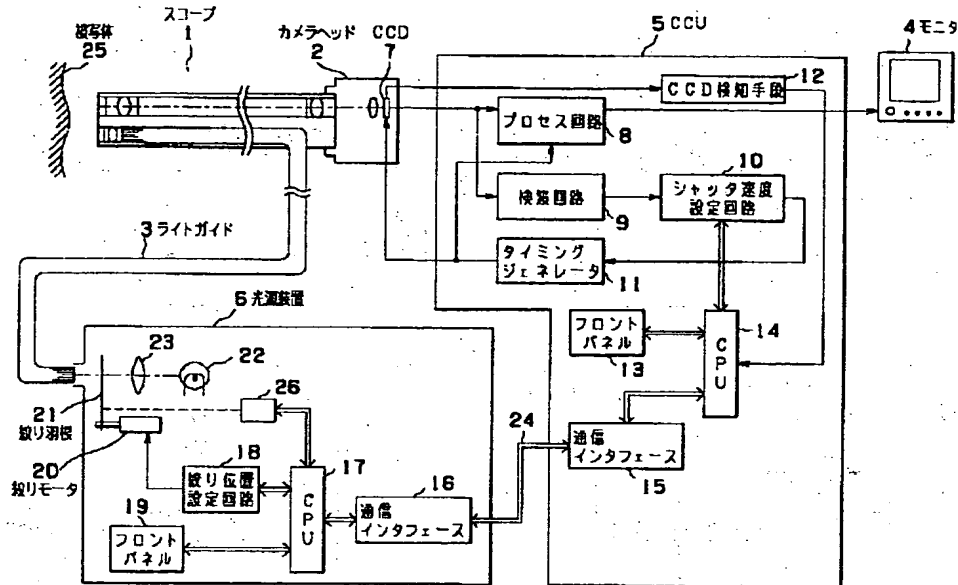 スコープ
1
被写体
25
カメラヘッド
2
CCD
7
5 CCU
4 モニタ
CCD検知手段
12
プロセス回路
8
10
検波回路
9
シャッタ速度
設定回路
3 ライトガイド
タイミング
ジェネレータ
11
6 光源装置
フロント
パネル
13
14
CPU
23
22
26
21
絞り羽根
24
20
絞りモータ
18
絞り位置
設定回路
17
CPU
16
通信
インタフェース
通信
インタフェース
15
19
フロント
パネル